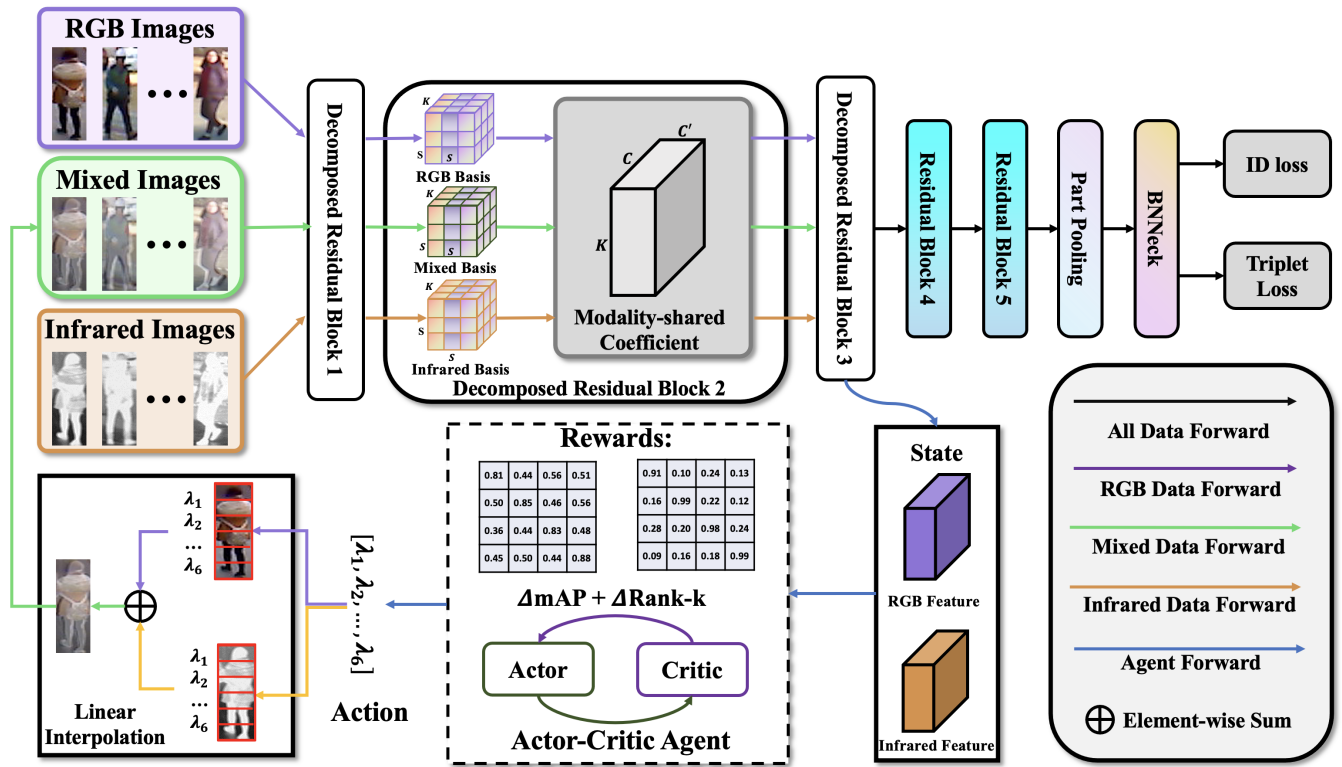 RGB Images
Mixed Images
Infrared Images
Decomposed Residual Block 1
K
S
S
RGB Basis
K
S
S
Mixed Basis
K
S
S
Infrared Basis
C'
C
K
Modality-shared
Coefficient
Decomposed Residual Block 2
Decomposed Residual Block 3
Residual Block 4
Residual Block 5
Part Pooling
BNNeck
ID loss
Triplet
Loss
λ1
λ2
...
λ6
λ1
λ2
...
λ6
Linear
Interpolation
[λ1, λ2, ..., λ6]
Action
Rewards:
0.81 0.44 0.56 0.51
0.50 0.85 0.46 0.56
0.36 0.44 0.83 0.48
0.45 0.50 0.44 0.88
0.91 0.10 0.24 0.13
0.16 0.99 0.22 0.12
0.28 0.20 0.98 0.24
0.09 0.16 0.18 0.99
ΔmAP + ΔRank-k
Actor
Critic
Actor-Critic Agent
State
RGB Feature
Infrared Feature
All Data Forward
RGB Data Forward
Mixed Data Forward
Infrared Data Forward
Agent Forward
Element-wise Sum